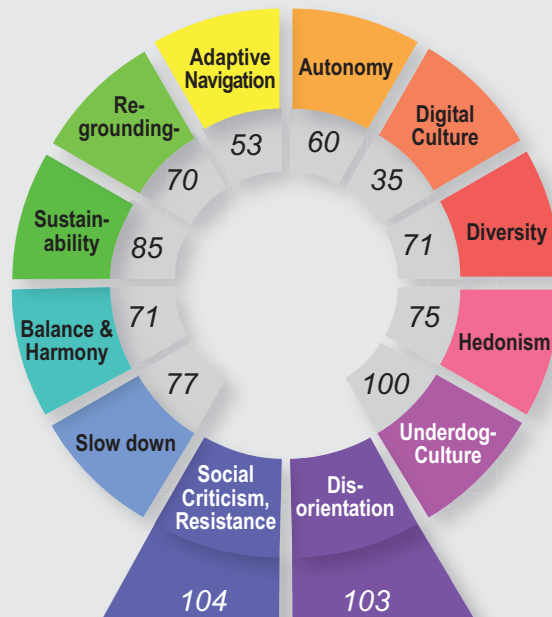 Adaptive
Navigation
53
Autonomy
60
Digital
Culture
35
Diversity
71
Hedonism
75
Underdog-
Culture
100
Dis-
orientation
103
Social
Criticism,
Resistance
104
Slow down
77
Balance &
Harmony
71
Sustain-
ability
85
Re-
grounding-
70